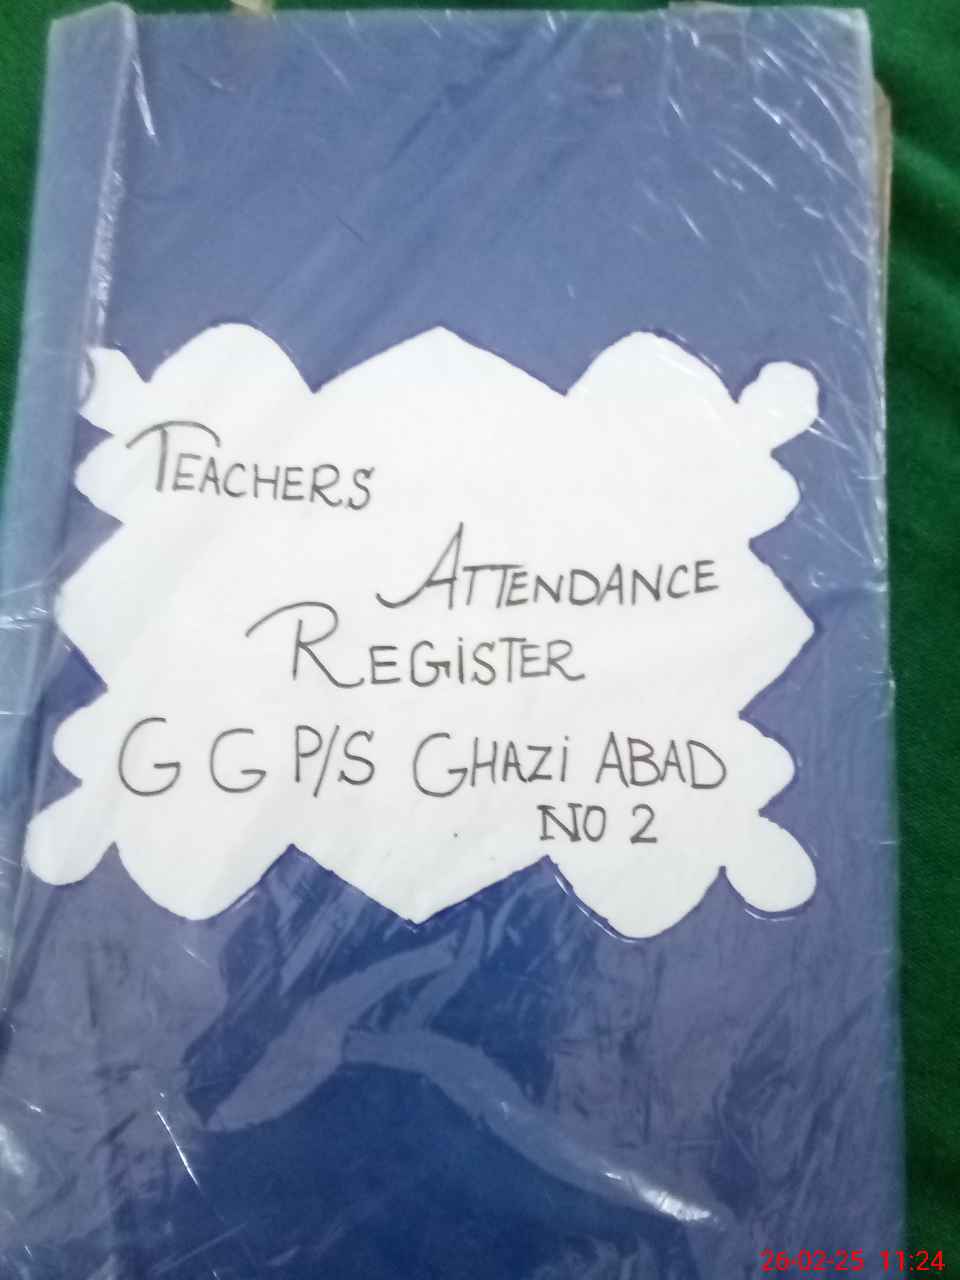 TEACHERS
ATTENDANCE
REGiSTER
G G P/S GHAZi ABAD
NO 2
26-02-25 11:24